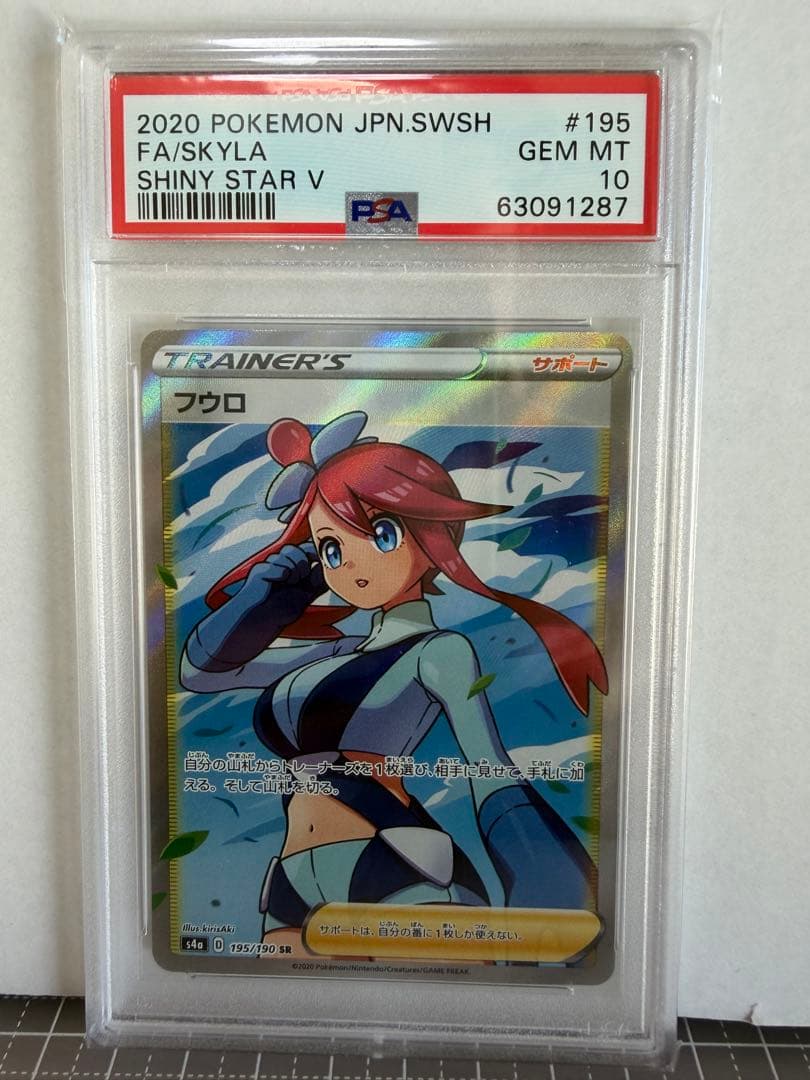 2020 POKEMON JPN.SWSH #195
FA/SKYLA GEM MT
SHINY STAR V 10
PSA 63091287
TRAINER'S サポート
フウロ
自分の山札からトレーナーズを1枚選び、相手に見せて、手札に加
える。そして山札を切る。
サポートは、自分の番に1枚しか使えない。
Illus.kirisAki
s4a D 195/190 SR
©2020 Pokémon/Nintendo/Creatures/GAME FREAK.